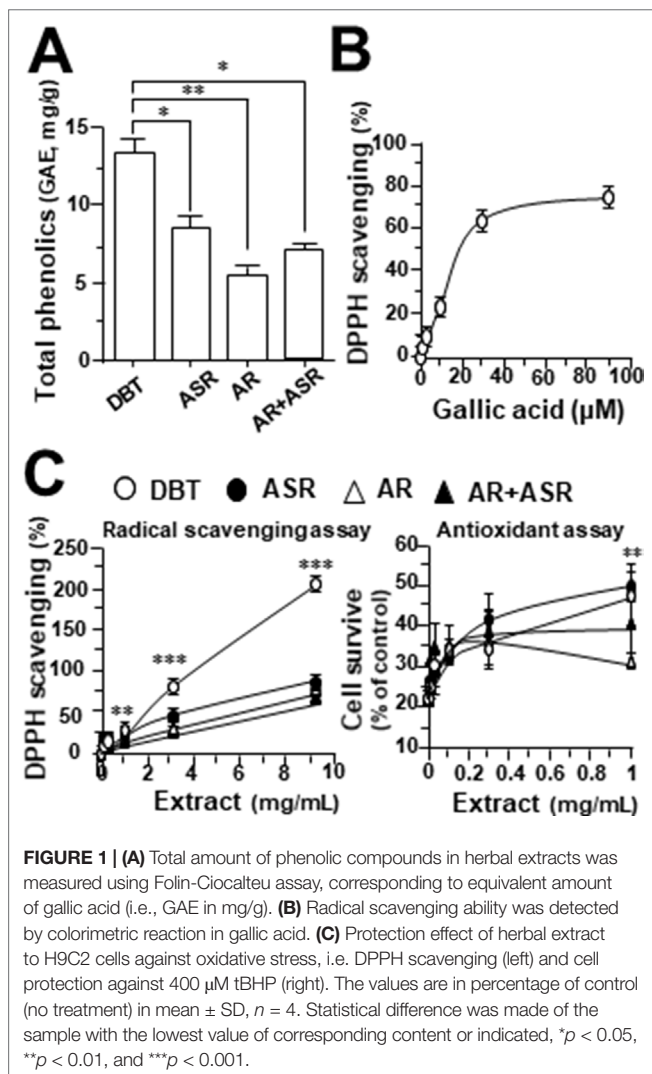 A
*
**
*
Total phenolics (GAE, mg/g)
15
10
5
0
DBT
ASR
AR
AR+ASR
B
DPPH scavenging (%)
100
80
60
40
20
0
0 20 40 60 80 100
Gallic acid (µM)
C
DBT ASR AR AR+ASR
Radical scavenging assay
DPPH scavenging (%)
250
200
150
100
50
0
**
***
***
0 2 4 6 8 10
Extract (mg/mL)
Antioxidant assay
Cell survive
(% of control)
60
50
40
30
20
10
**
0 0.2 0.4 0.6 0.8 1
Extract (mg/mL)
FIGURE 1 | (A) Total amount of phenolic compounds in herbal extracts was
measured using Folin-Ciocalteu assay, corresponding to equivalent amount
of gallic acid (i.e., GAE in mg/g). (B) Radical scavenging ability was detected
by colorimetric reaction in gallic acid. (C) Protection effect of herbal extract
to H9C2 cells against oxidative stress, i.e. DPPH scavenging (left) and cell
protection against 400 µM tBHP (right). The values are in percentage of control
(no treatment) in mean ± SD, n = 4. Statistical difference was made of the
sample with the lowest value of corresponding content or indicated, *p < 0.05,
**p < 0.01, and ***p < 0.001.